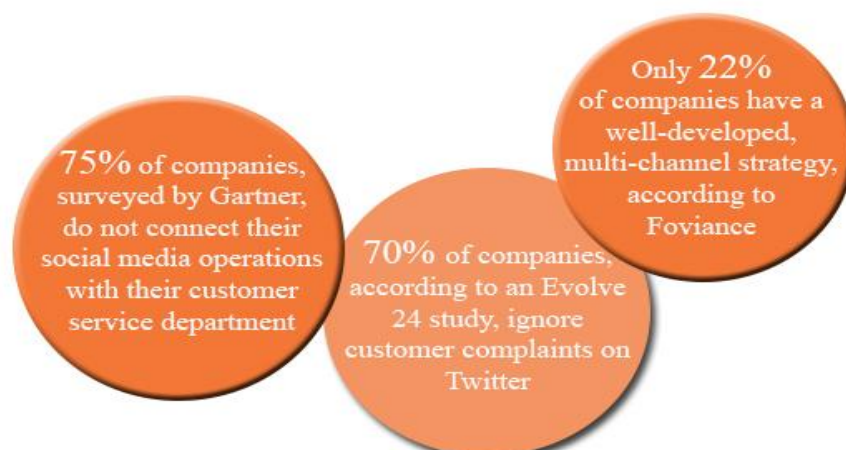 75% of companies,
surveyed by Gartner,
do not connect their
social media operations
with their customer
service department
70% of companies,
according to an Evolve
24 study, ignore
customer complaints on
Twitter
Only 22%
of companies have a
well-developed,
multi-channel strategy,
according to
Foviance